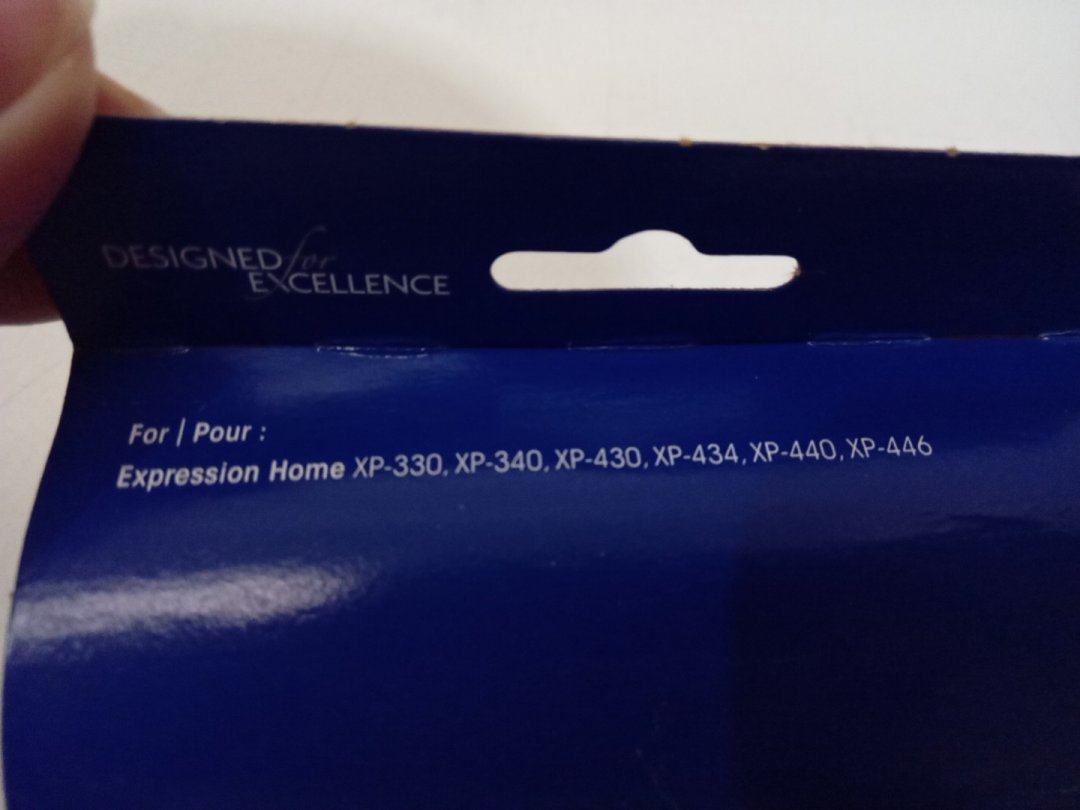 DESIGNED for
EXCELLENCE
For | Pour :
Expression Home XP-330, XP-340, XP-430, XP-434, XP-440, XP-446